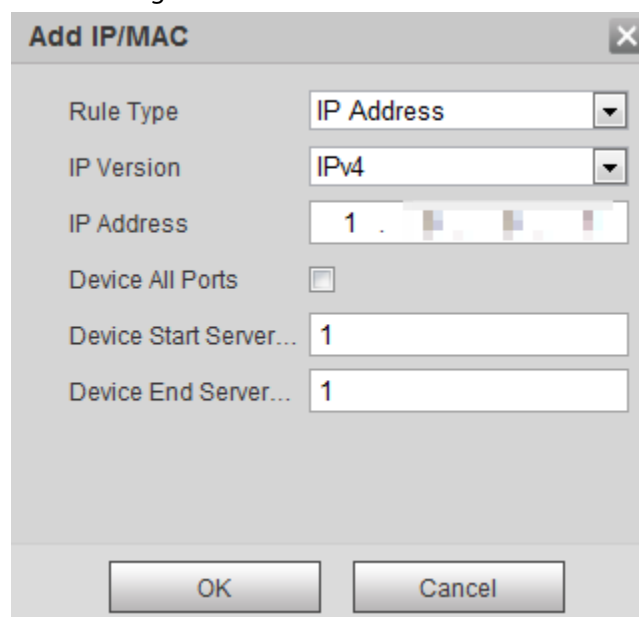 Add IP/MAC
Rule Type IP Address
IP Version IPv4
IP Address 1 .
Device All Ports
Device Start Server... 1
Device End Server... 1
OK Cancel